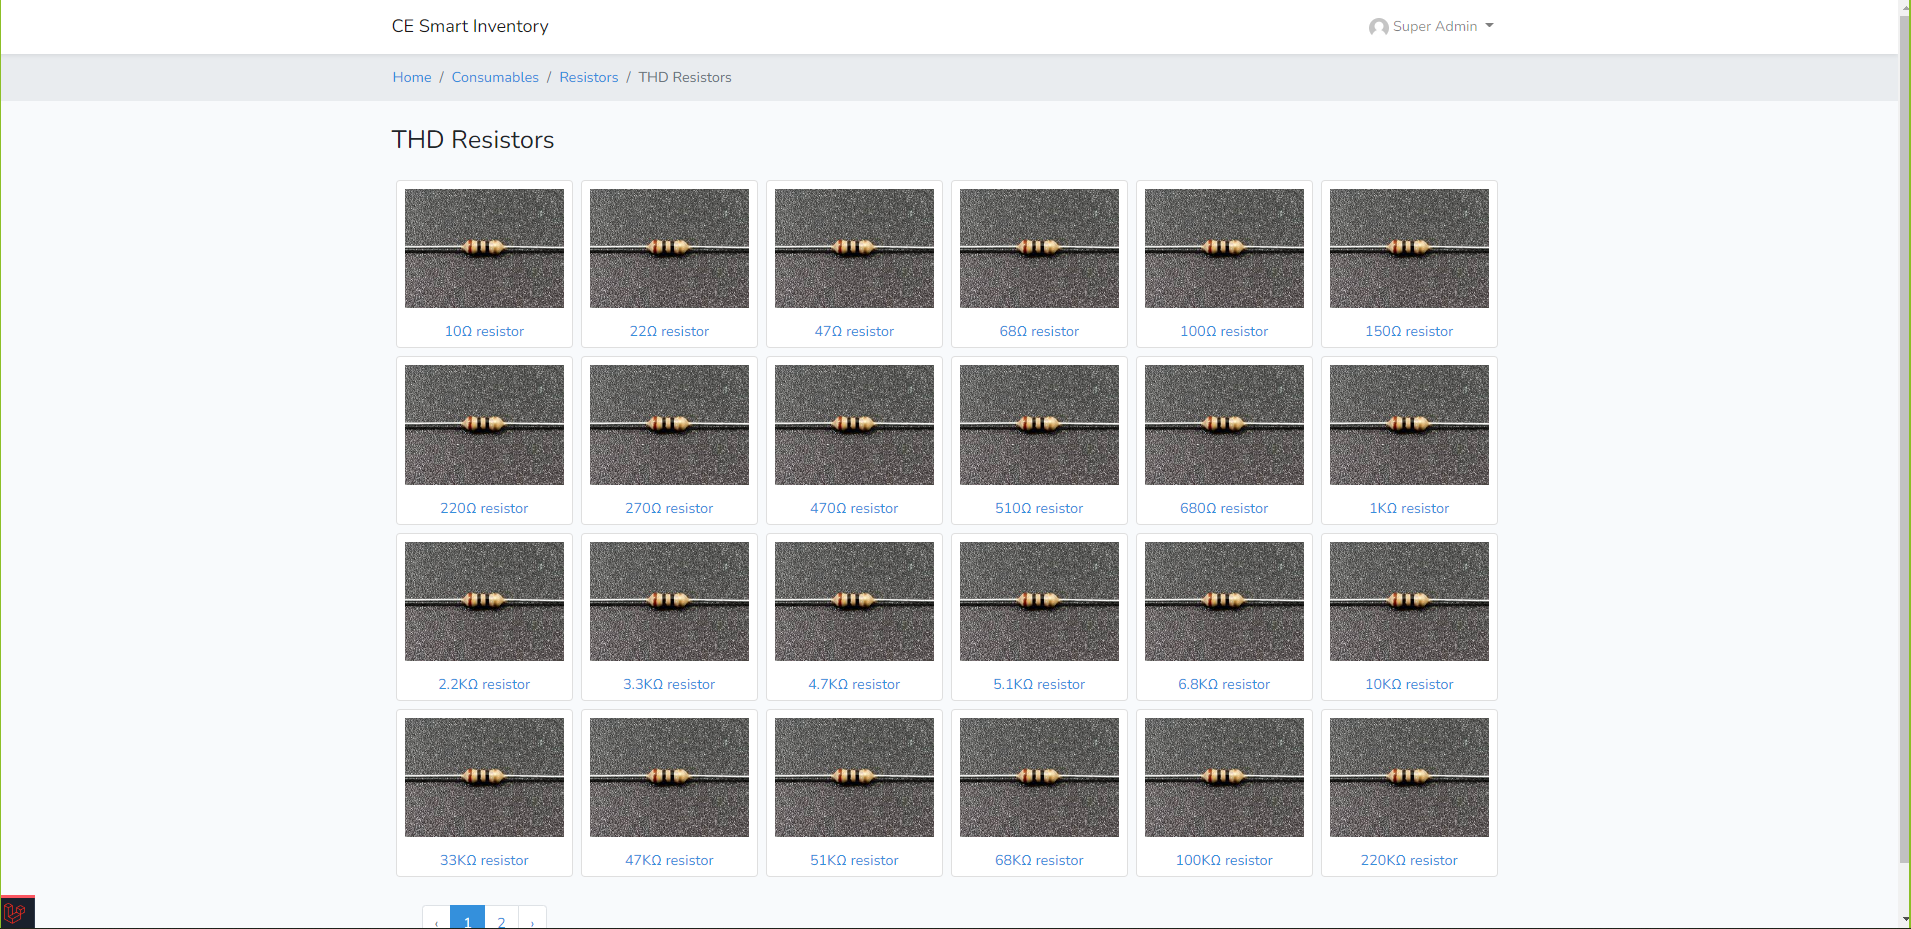 CE Smart Inventory
Super Admin
Home / Consumables / Resistors / THD Resistors
THD Resistors
10Ω resistor 22Ω resistor 47Ω resistor 68Ω resistor 100Ω resistor 150Ω resistor
220Ω resistor 270Ω resistor 470Ω resistor 510Ω resistor 680Ω resistor 1KΩ resistor
2.2KΩ resistor 3.3KΩ resistor 4.7KΩ resistor 5.1KΩ resistor 6.8KΩ resistor 10KΩ resistor
33KΩ resistor 47KΩ resistor 51KΩ resistor 68KΩ resistor 100KΩ resistor 220KΩ resistor
‹ 1 2 ›